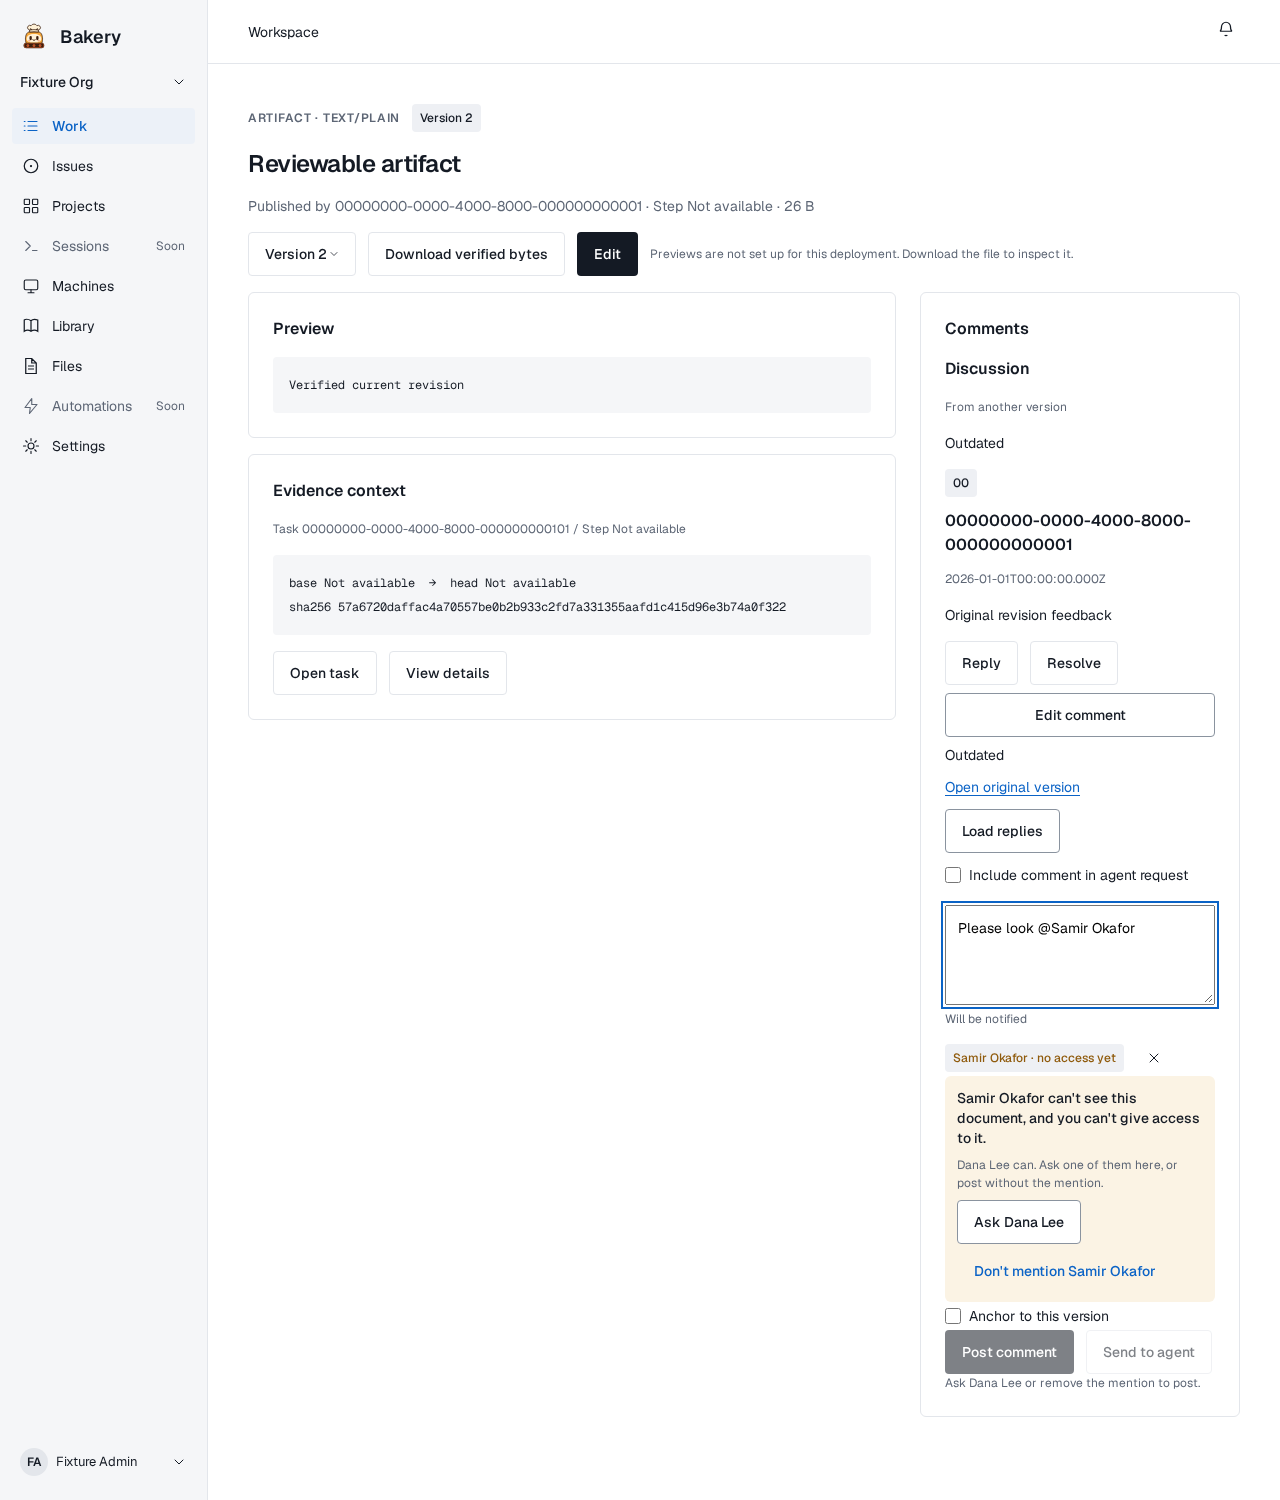 Bakery
Fixture Org
Work
Issues
Projects
Sessions Soon
Machines
Library
Files
Automations Soon
Settings
FA Fixture Admin
Workspace
ARTIFACT · TEXT/PLAIN Version 2
Reviewable artifact
Published by 00000000-0000-4000-8000-000000000001 · Step Not available · 26 B
Version 2 Download verified bytes Edit Previews are not set up for this deployment. Download the file to inspect it.
Preview
Verified current revision
Evidence context
Task 00000000-0000-4000-8000-000000000101 / Step Not available
base Not available → head Not available
sha256 57a6720daffac4a70557be0b2b933c2fd7a331355aafd1c415d96e3b74a0f322
Open task View details
Comments
Discussion
From another version
Outdated
00
00000000-0000-4000-8000-
000000000001
2026-01-01T00:00:00.000Z
Original revision feedback
Reply Resolve
Edit comment
Outdated
Open original version
Load replies
Include comment in agent request
Please look @Samir Okafor
Will be notified
Samir Okafor · no access yet
Samir Okafor can't see this
document, and you can't give access
to it.
Dana Lee can. Ask one of them here, or
post without the mention.
Ask Dana Lee
Don't mention Samir Okafor
Anchor to this version
Post comment Send to agent
Ask Dana Lee or remove the mention to post.